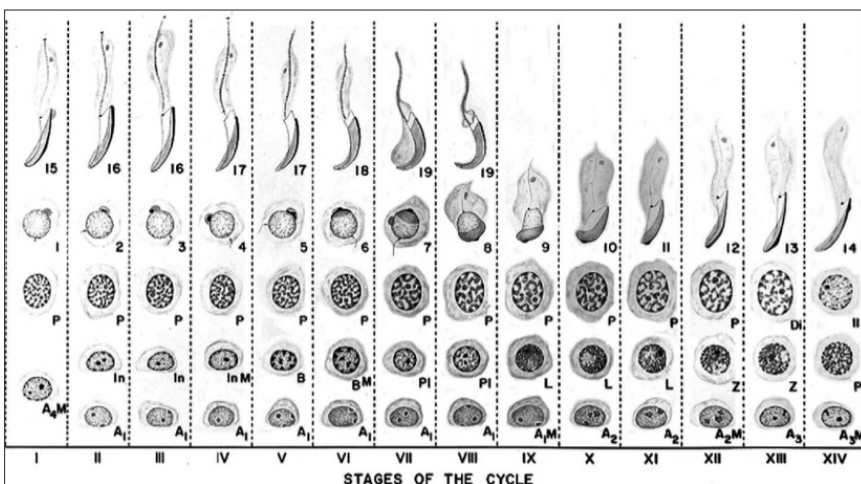 15 16 16 17 17 18 19 19
1 2 3 4 5 6 7 8 9 10 11 12 13 14
P P P P P P P P P P P P Di II
In In InM B BM Pl Pl L L L Z Z P
A4M A1 A1 A1 A1 A1 A1 A1 A1M A2 A2 A2M A3 A3M
I II III IV V VI VII VIII IX X XI XII XIII XIV
STAGES OF THE CYCLE